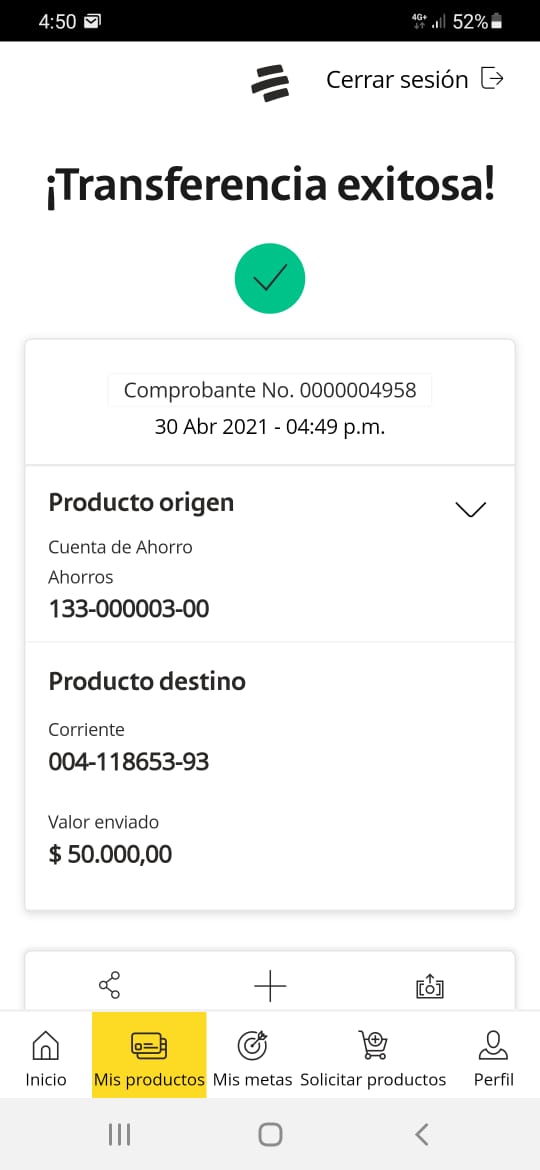 4:50
4G+
52%
Cerrar sesión
¡Transferencia exitosa!
Comprobante No. 0000004958
30 Abr 2021 - 04:49 p.m.
Producto origen
Cuenta de Ahorro
Ahorros
133-000003-00
Producto destino
Corriente
004-118653-93
Valor enviado
$ 50.000,00
Inicio
Mis productos
Mis metas
Solicitar productos
Perfil